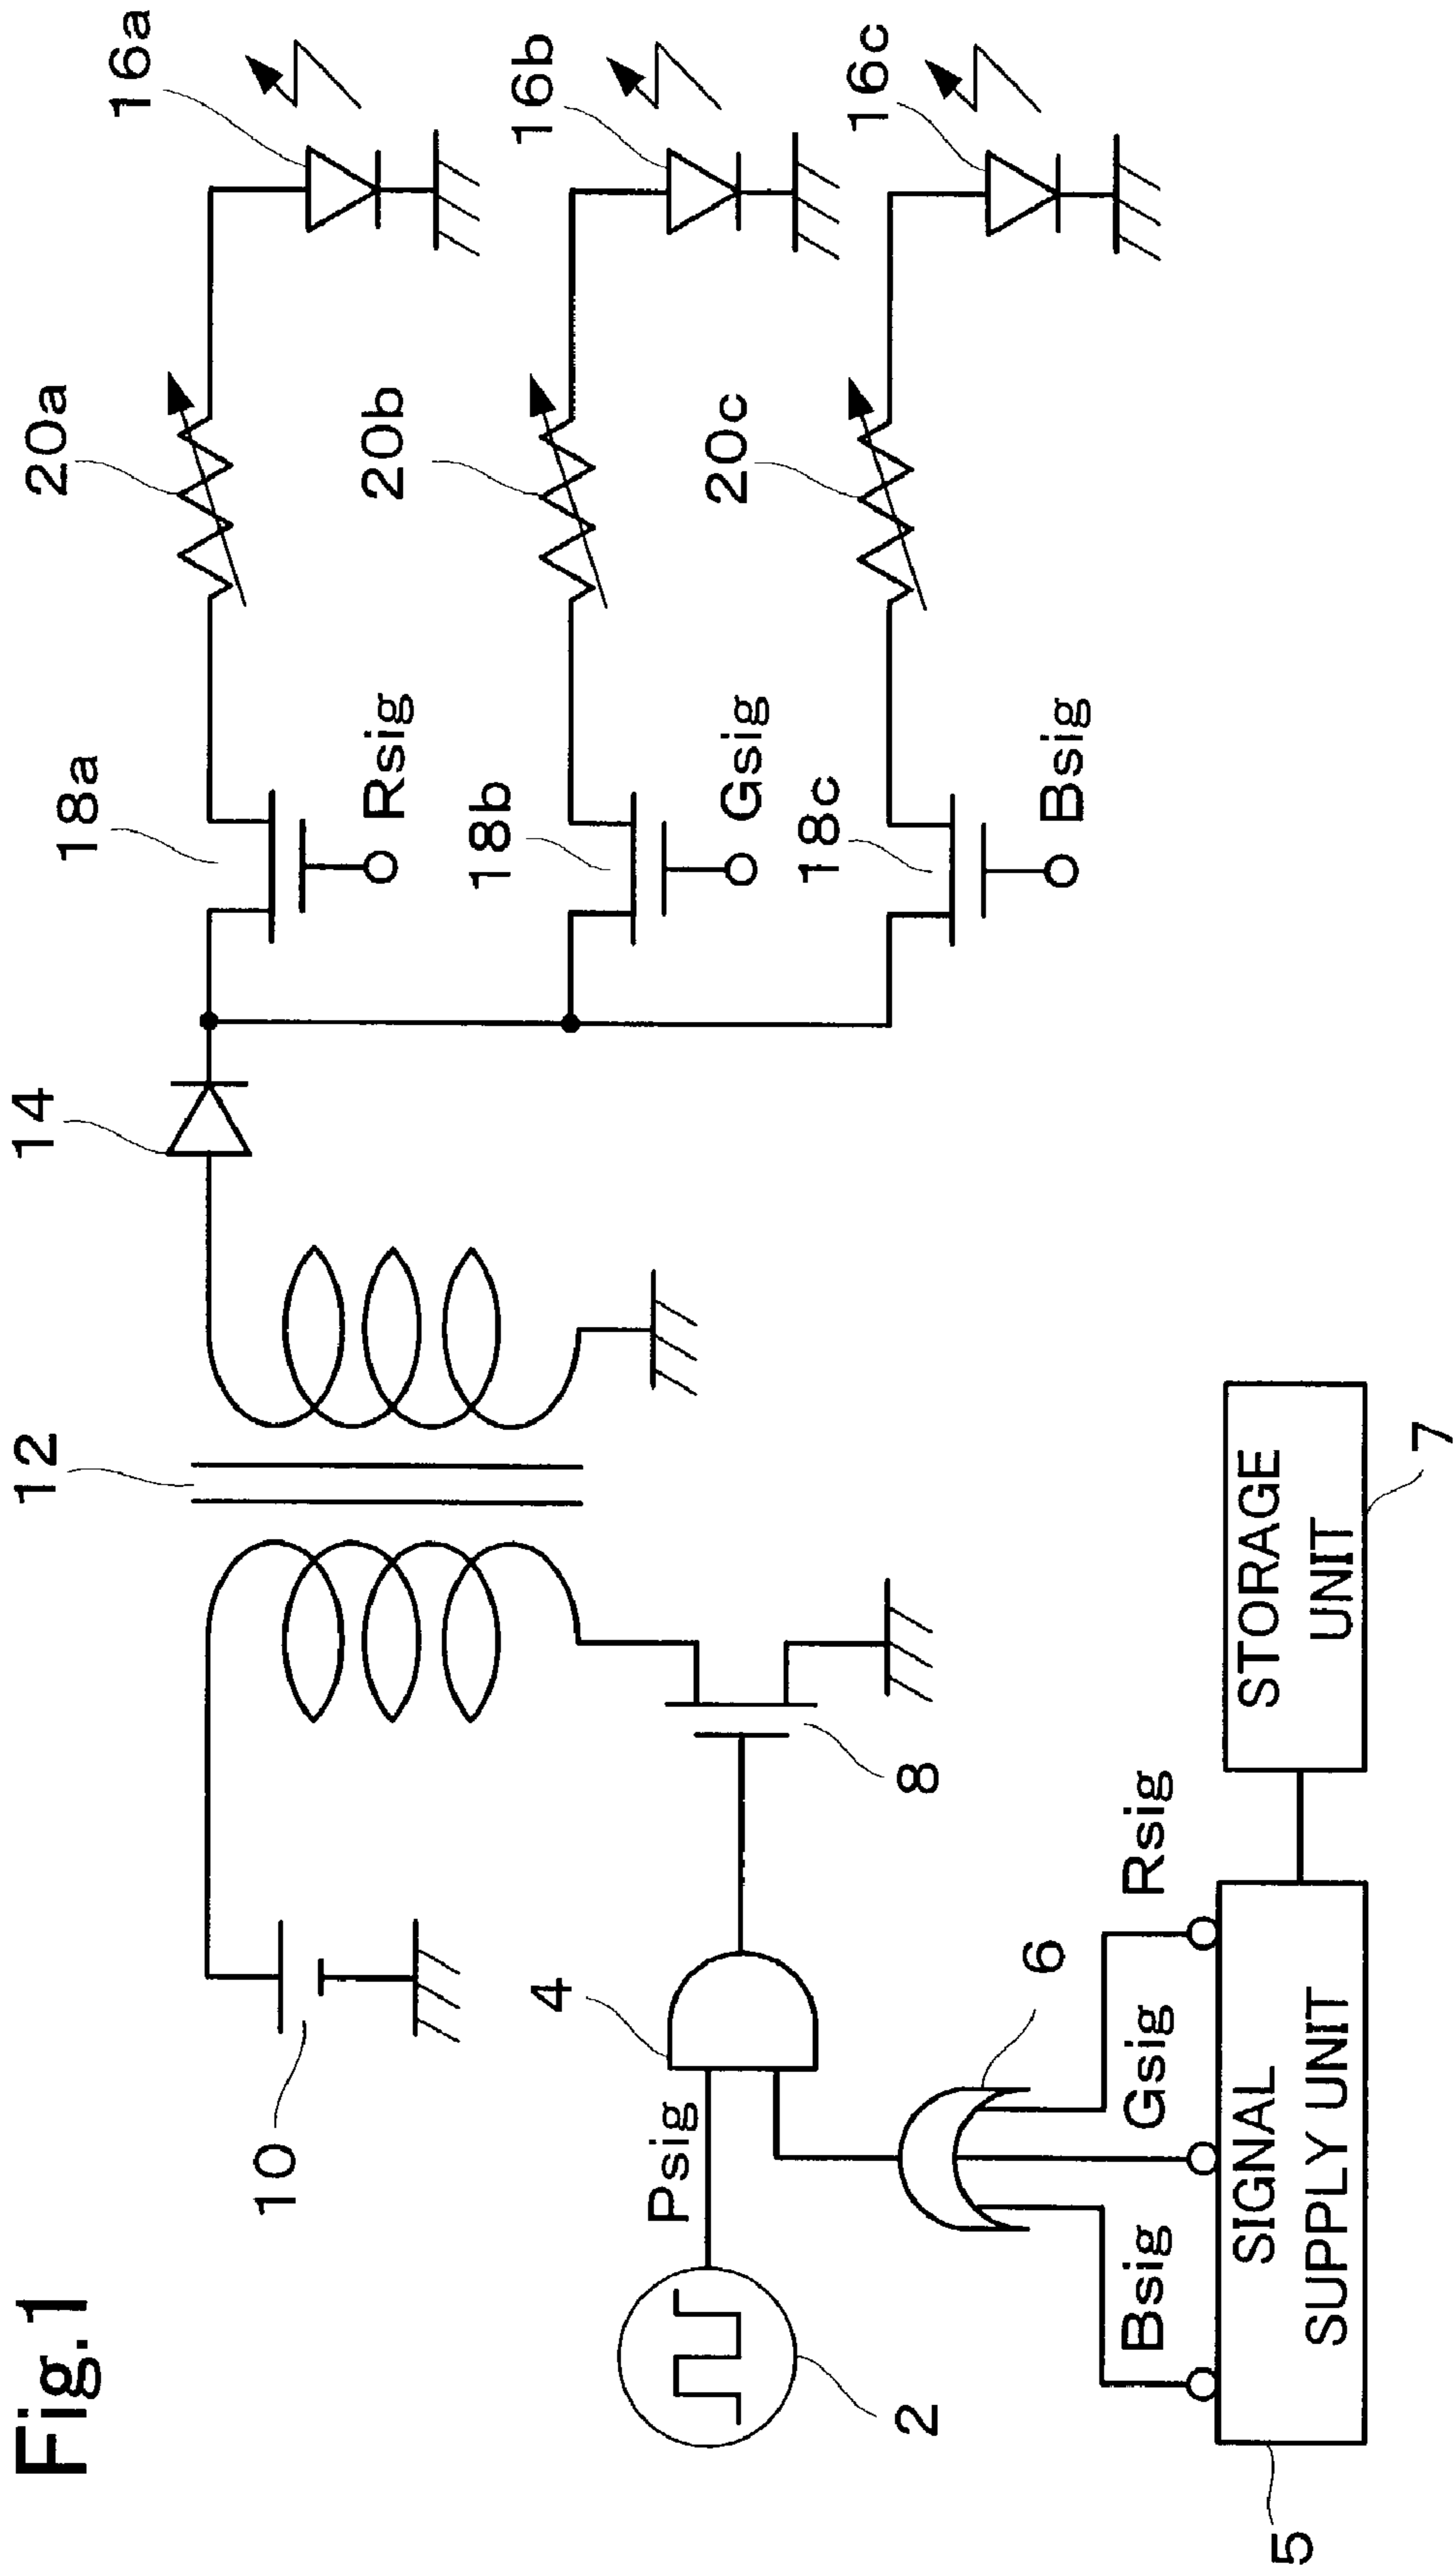 Fig.1
12
14
18a
20a
16a
Rsig
10
18b
20b
16b
Gsig
18c
20c
16c
Bsig
Psig
4
8
2
6
Bsig
Gsig
Rsig
5
SIGNAL
SUPPLY UNIT
STORAGE
UNIT
7